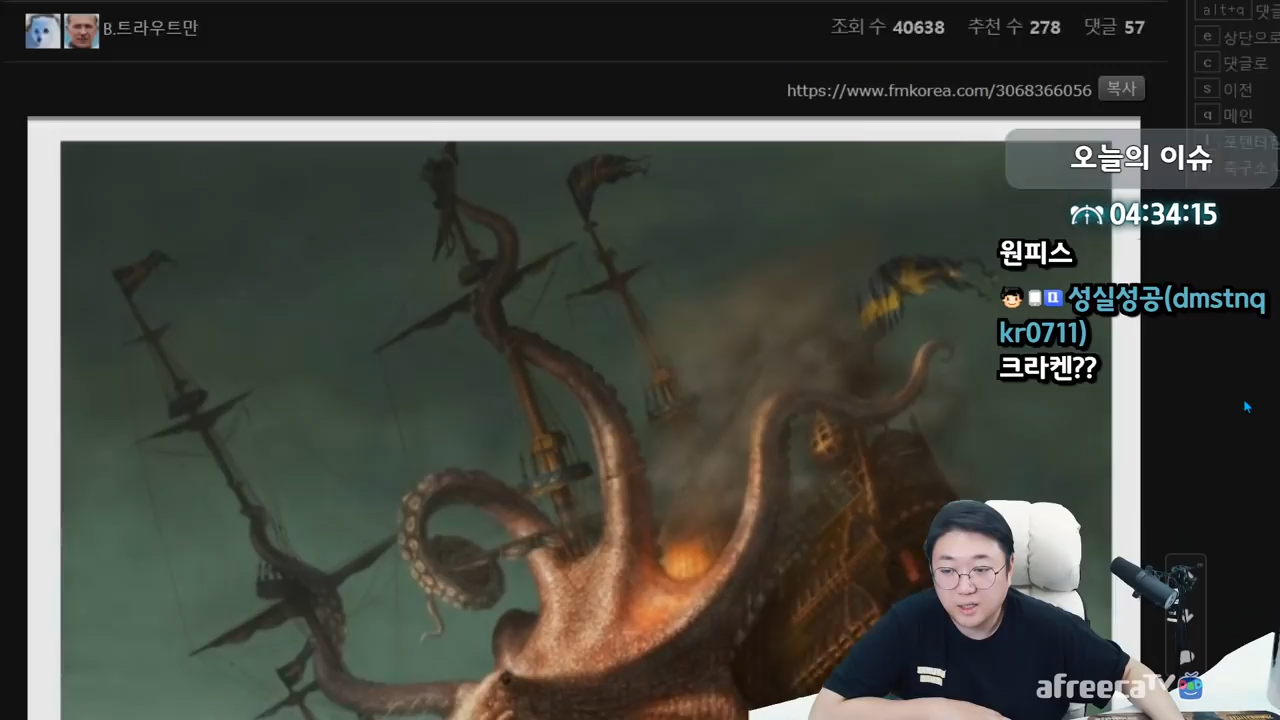 B.트라우트만
조회 수 40638 추천 수 278 댓글 57
https://www.fmkorea.com/3068366056 복사
alt+q 댓글
e 상단으로
c 댓글로
s 이전
q 메인
오늘의 이슈
04:34:15
원피스
성실성공(dmstnq
kr0711)
크라켄??
afreecaTV